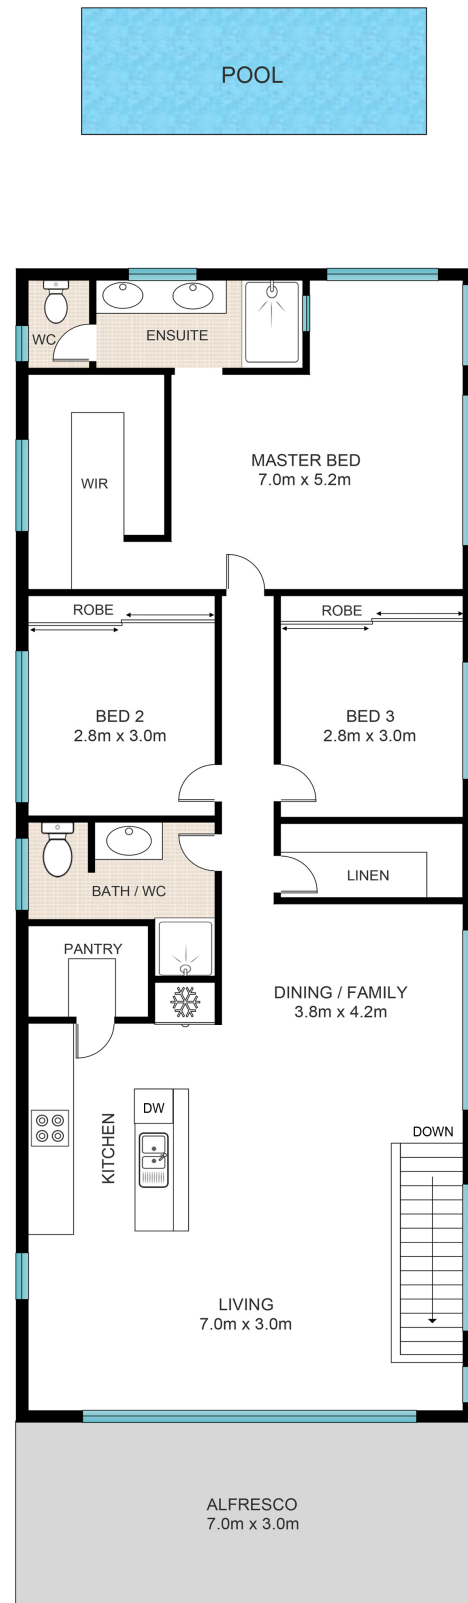 POOL
WC
ENSUITE
MASTER BED
7.0m x 5.2m
WIR
ROBE
ROBE
BED 2
2.8m x 3.0m
BED 3
2.8m x 3.0m
LINEN
BATH / WC
PANTRY
DINING / FAMILY
3.8m x 4.2m
DW
KITCHEN
DOWN
LIVING
7.0m x 3.0m
ALFRESCO
7.0m x 3.0m